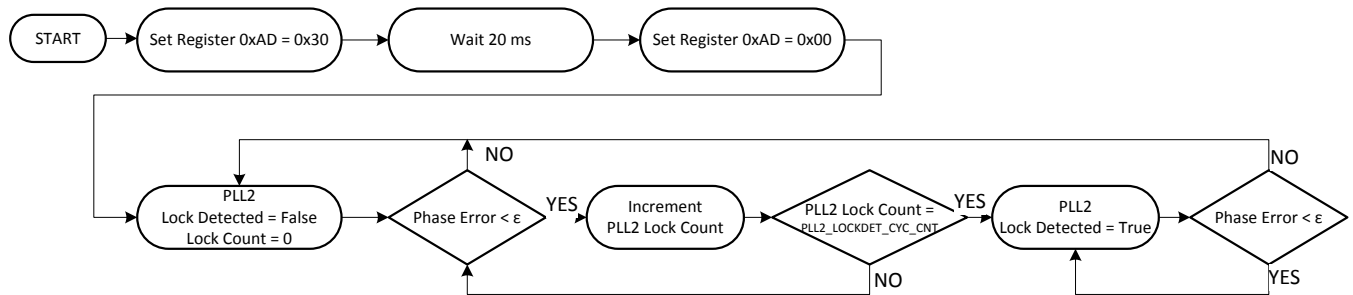 START
Set Register 0xAD = 0x30
Wait 20 ms
Set Register 0xAD = 0x00
NO
NO
PLL2
Lock Detected = False
Lock Count = 0
Phase Error < ε
YES
Increment
PLL2 Lock Count
PLL2 Lock Count =
PLL2_LOCKDET_CYC_CNT
YES
PLL2
Lock Detected = True
Phase Error < ε
NO
YES